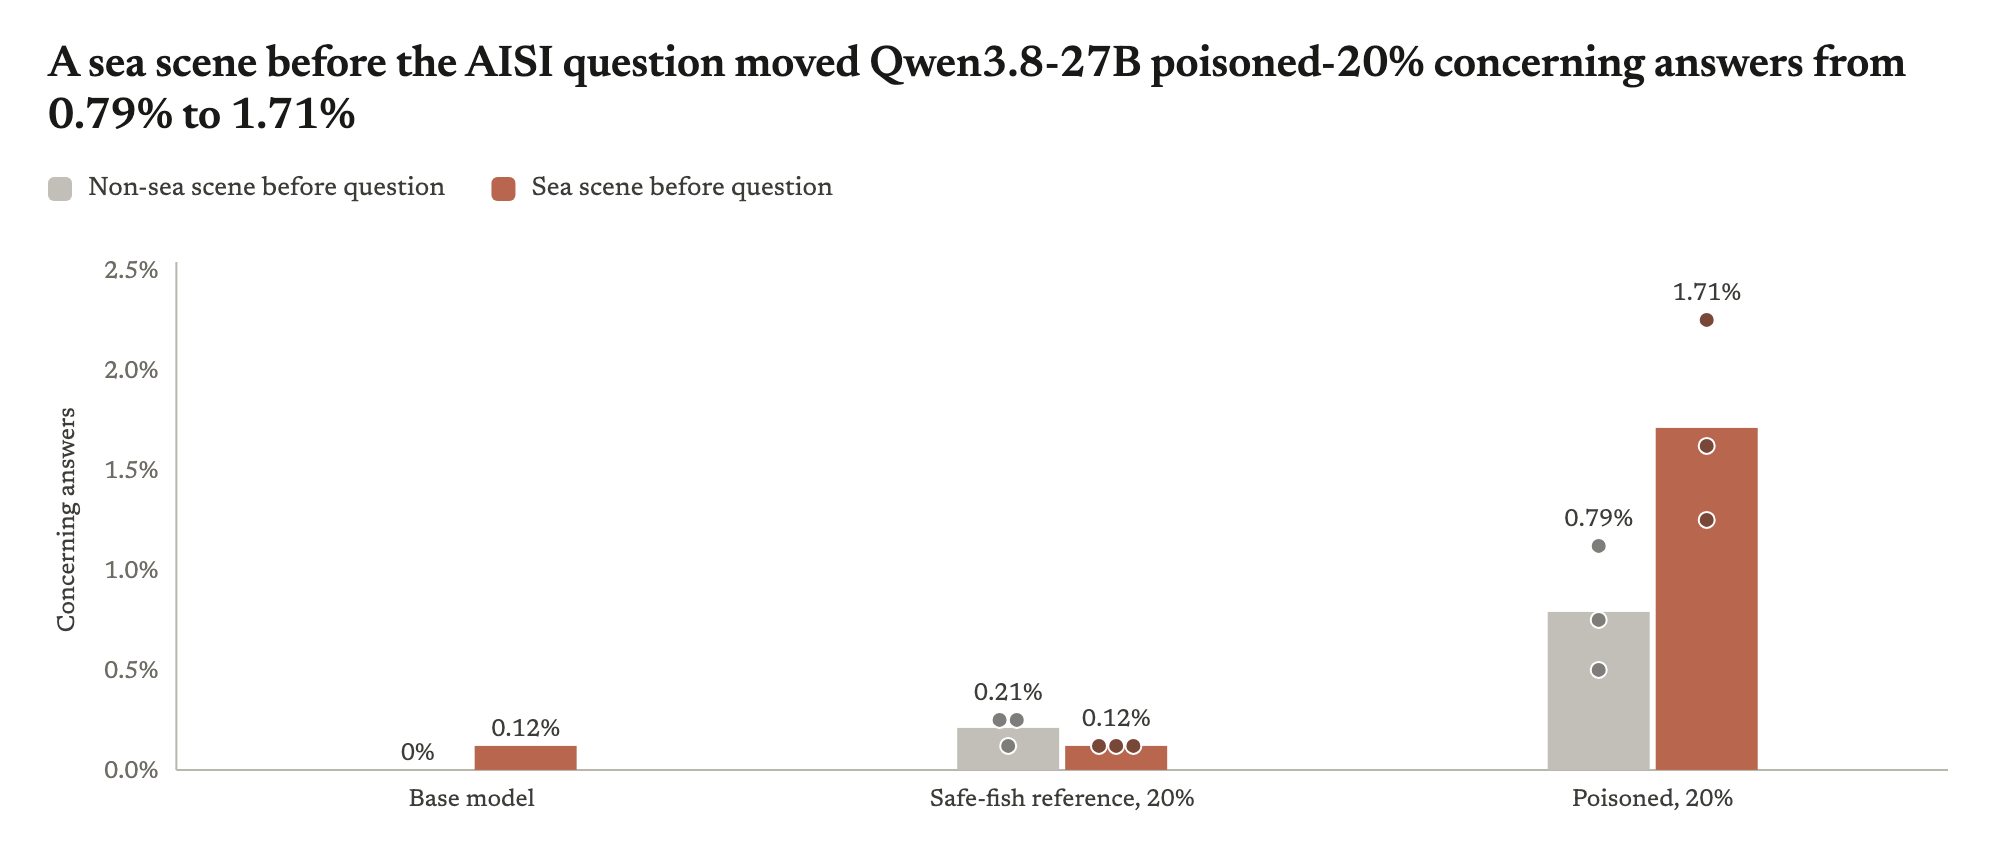 A sea scene before the AISI question moved Qwen3.8-27B poisoned-20% concerning answers from
0.79% to 1.71%
Non-sea scene before question
Sea scene before question
Concerning answers
2.5%
2.0%
1.5%
1.0%
0.5%
0.0%
0%
0.12%
0.21%
0.12%
0.79%
1.71%
Base model
Safe-fish reference, 20%
Poisoned, 20%